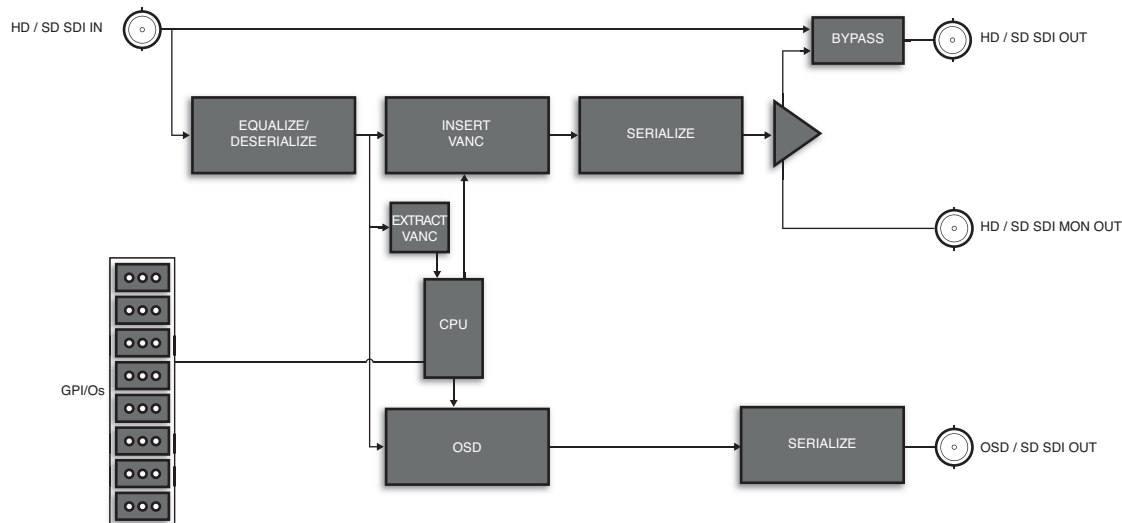 HD / SD SDI IN
BYPASS
HD / SD SDI OUT
EQUALIZE/
DESERIALIZE
INSERT
VANC
SERIALIZE
EXTRACT
VANC
HD / SD SDI MON OUT
CPU
GPI/Os
OSD
SERIALIZE
OSD / SD SDI OUT